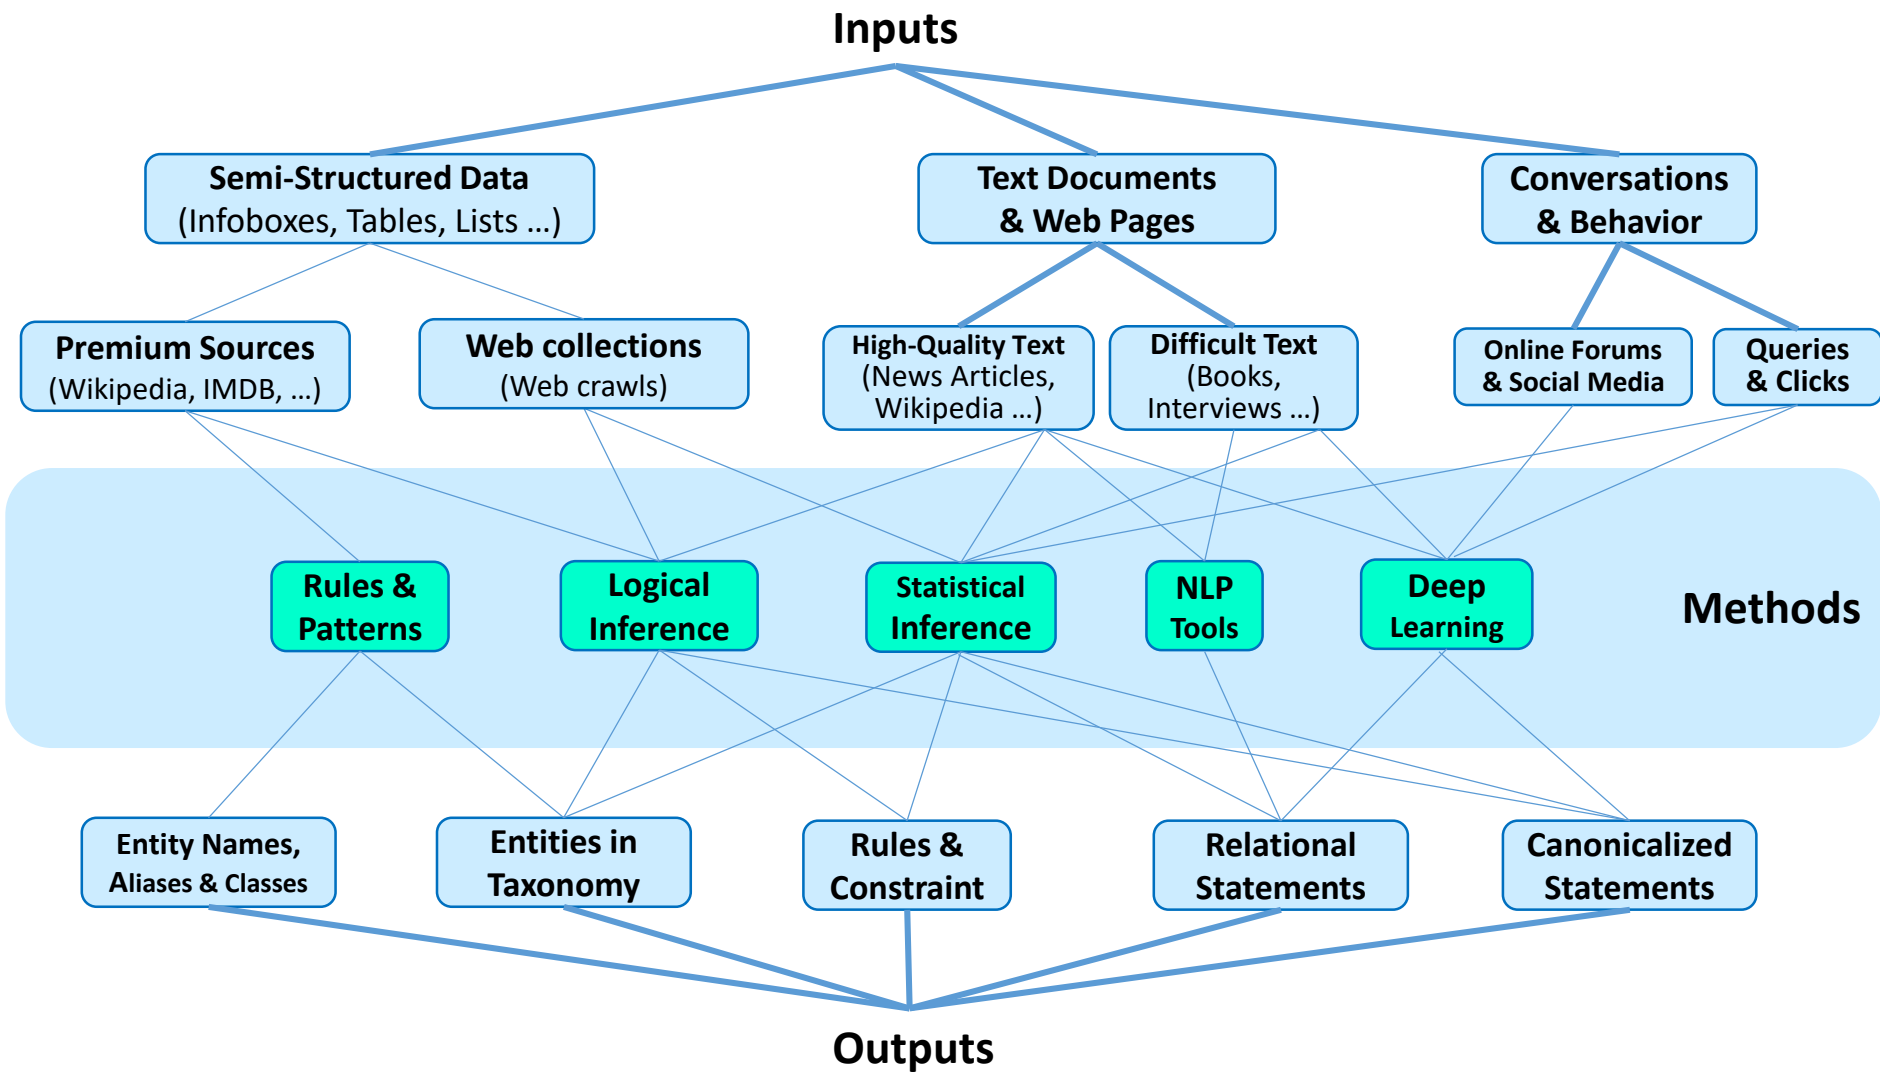 Inputs
Semi-Structured Data
(Infoboxes, Tables, Lists ...)
Text Documents
& Web Pages
Conversations
& Behavior
Premium Sources
(Wikipedia, IMDB, ...)
Web collections
(Web crawls)
High-Quality Text
(News Articles,
Wikipedia ...)
Difficult Text
(Books,
Interviews ...)
Online Forums
& Social Media
Queries
& Clicks
Rules &
Patterns
Logical
Inference
Statistical
Inference
NLP
Tools
Deep
Learning
Methods
Entity Names,
Aliases & Classes
Entities in
Taxonomy
Rules &
Constraint
Relational
Statements
Canonicalized
Statements
Outputs